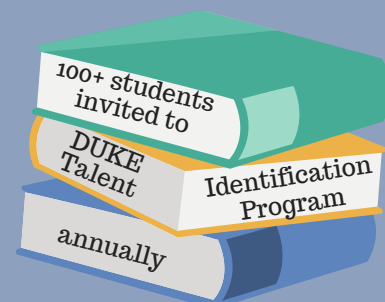 100+ students
invited to
DUKE
Talent
Identification
Program
annually